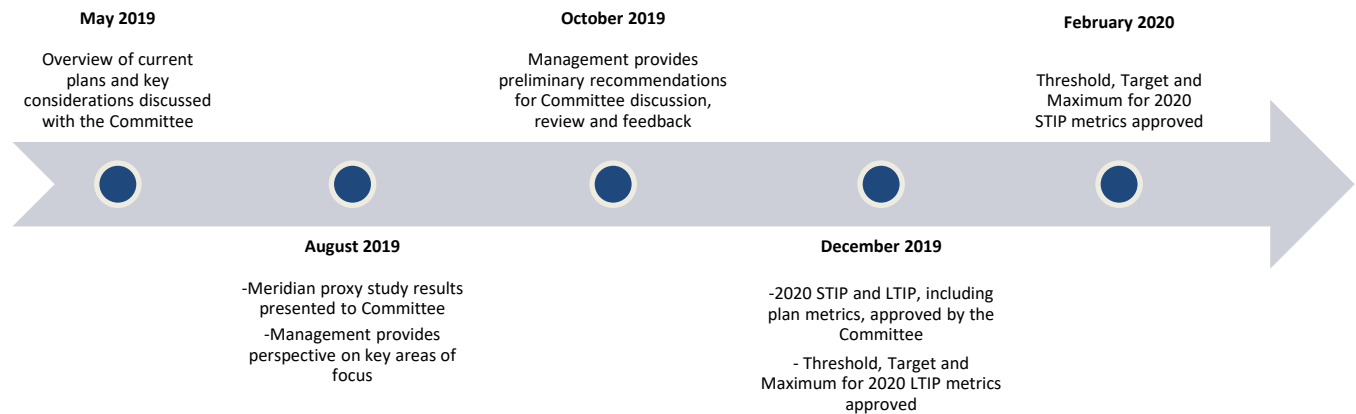 May 2019
Overview of current
plans and key
considerations discussed
with the Committee
August 2019
-Meridian proxy study results
presented to Committee
-Management provides
perspective on key areas of
focus
October 2019
Management provides
preliminary recommendations
for Committee discussion,
review and feedback
December 2019
-2020 STIP and LTIP, including
plan metrics, approved by the
Committee
- Threshold, Target and
Maximum for 2020 LTIP metrics
approved
February 2020
Threshold, Target and
Maximum for 2020
STIP metrics approved